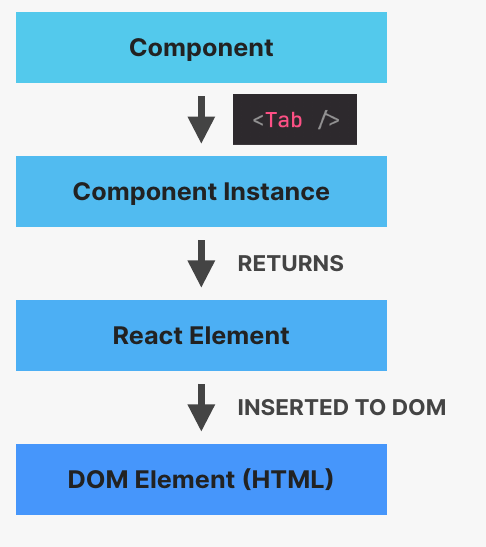 Component
<Tab />
Component Instance
RETURNS
React Element
INSERTED TO DOM
DOM Element (HTML)